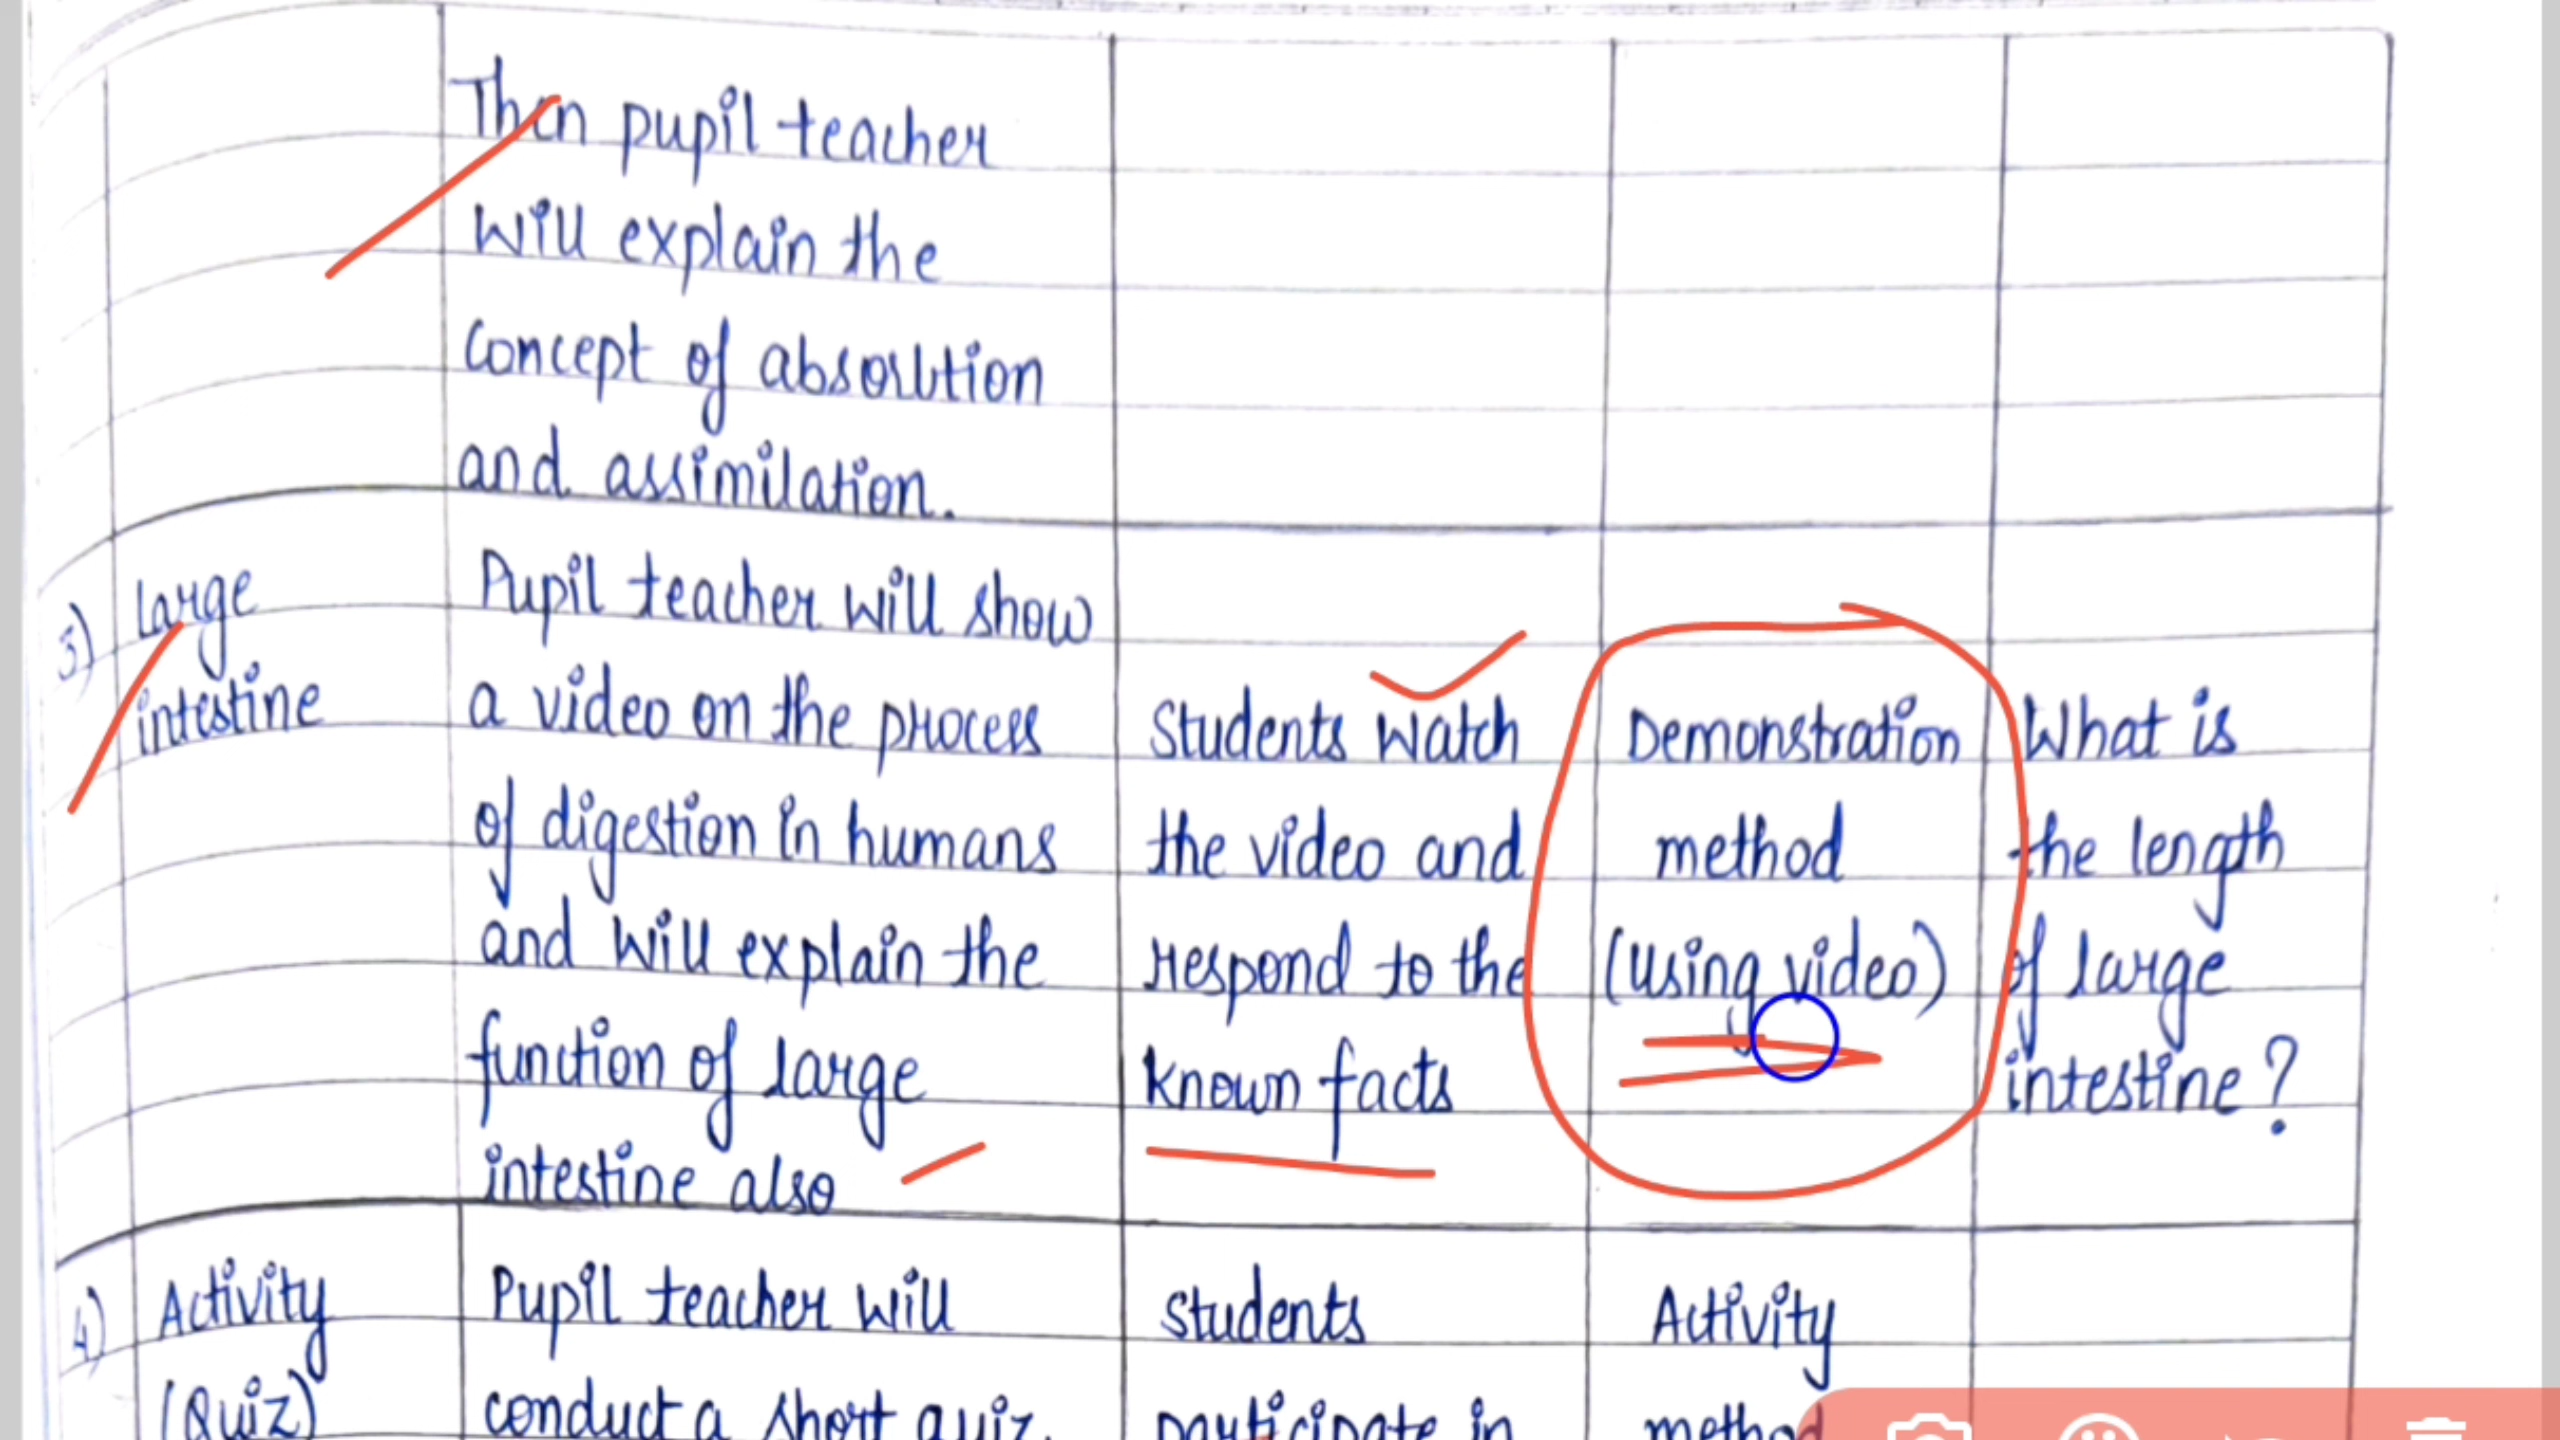 Then pupil teacher
will explain the
concept of absorbtion
and assimilation.
3) Large
intestine
Pupil teacher will show
a video on the process
of digestion in humans
and will explain the
function of large
intestine also
Students watch
the video and
respond to the
known facts
Demonstration
method
(using video)
What is
the length
of large
intestine?
4) Activity
(Quiz)
Pupil teacher will
conduct a short quiz.
Students
participate in
Activity
method